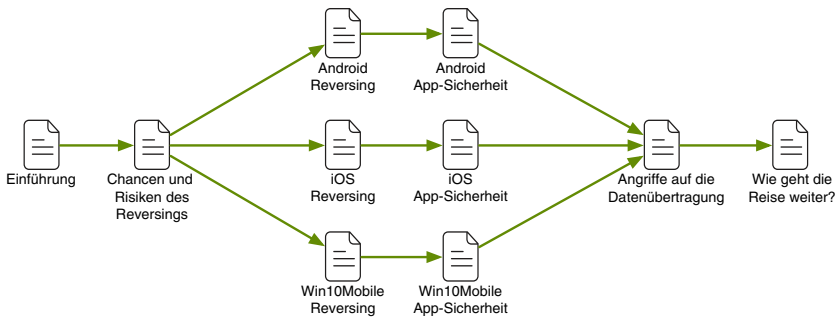 Einführung
Chancen und
Risiken des
Reversings
Android
Reversing
Android
App-Sicherheit
iOS
Reversing
iOS
App-Sicherheit
Win10Mobile
Reversing
Win10Mobile
App-Sicherheit
Angriffe auf die
Datenübertragung
Wie geht die
Reise weiter?